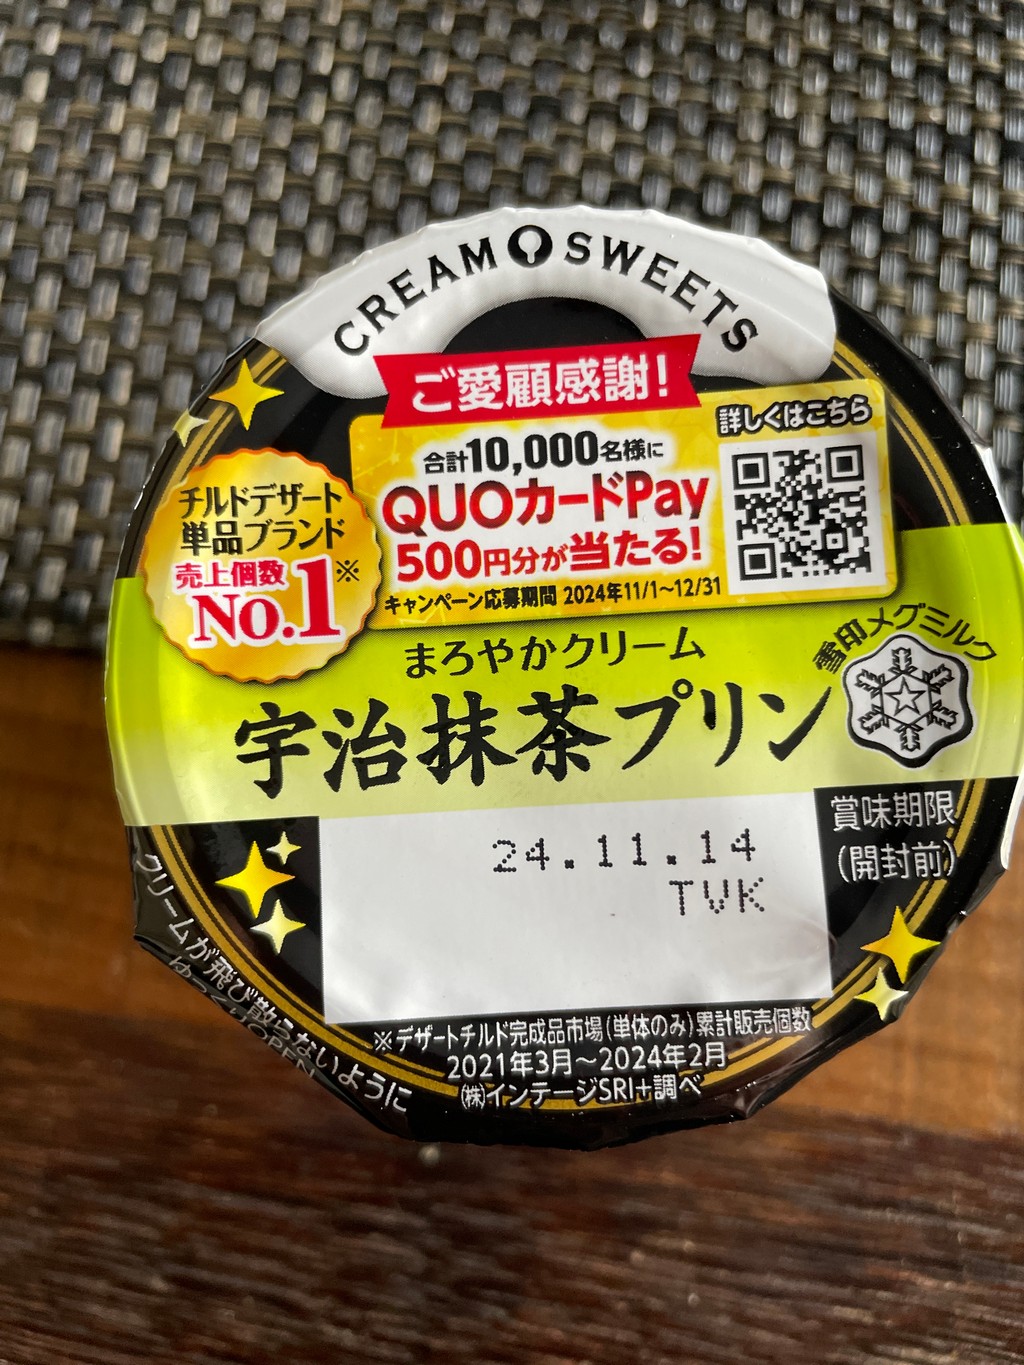 CREAM SWEETS
ご愛顧感謝!
詳しくはこちら
合計10,000名様に
QUOカードPay
500円分が当たる!
キャンペーン応募期間 2024年11/1〜12/31
チルドデザート
単品ブランド
売上個数
No.1※
まろやかクリーム
宇治抹茶プリン
雪印メグミルク
賞味期限
(開封前)
24.11.14
TVK
クリームが飛び散らないように
ゆっくりOPEN
※デザートチルド完成品市場(単体のみ)累計販売個数
2021年3月〜2024年2月
㈱インテージSRI+調べ